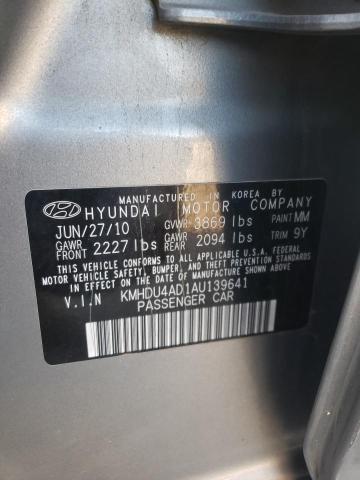 MANUFACTURED IN KOREA BY
HYUNDAI MOTOR COMPANY
JUN/27/10 GVWR 3869 lbs PAINT MM
GAWR FRONT 2227 lbs GAWR REAR 2094 lbs TRIM 9Y
THIS VEHICLE CONFORMS TO ALL APPLICABLE U.S.A. FEDERAL
MOTOR VEHICLE SAFETY, BUMPER, AND THEFT PREVENTION STANDARDS
IN EFFECT ON THE DATE OF MANUFACTURE SHOWN ABOVE.
V.I.N KMHDU4AD1AU139641
PASSENGER CAR